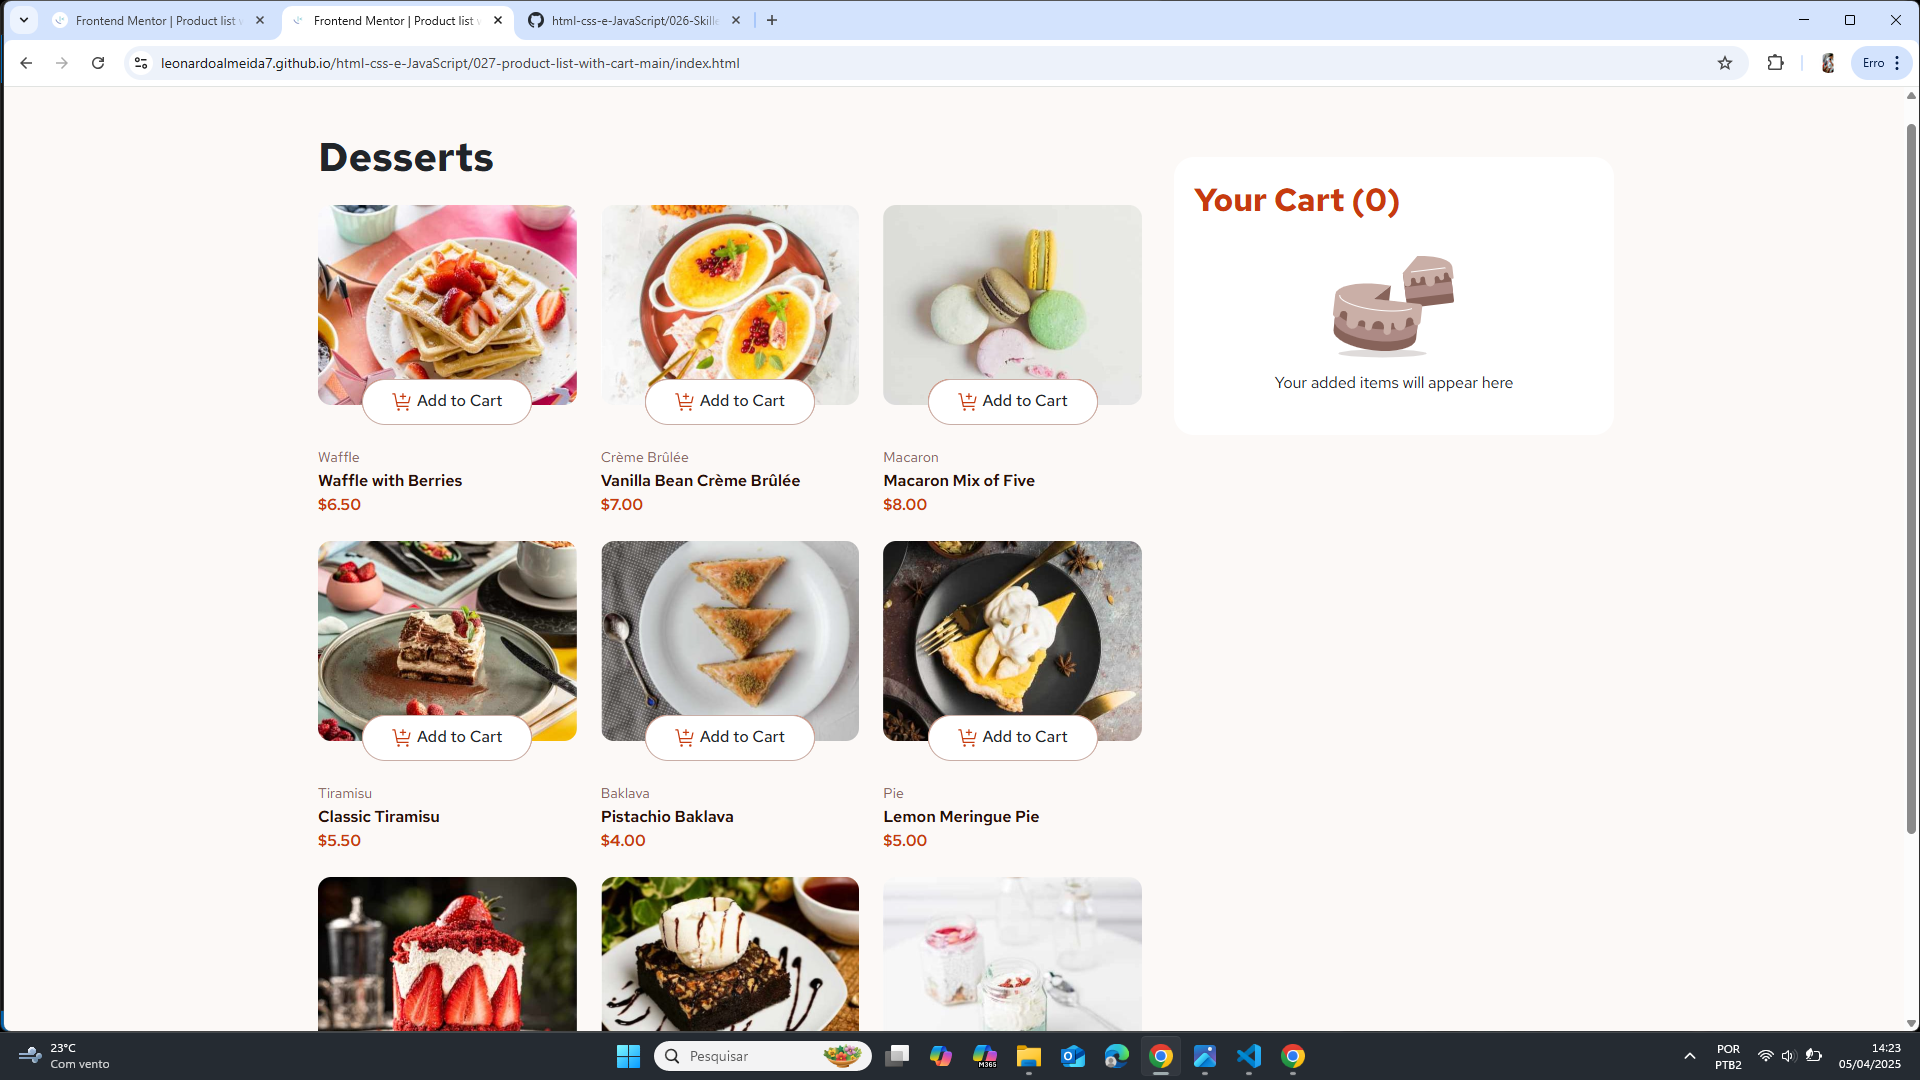 Frontend Mentor | Product list w
Frontend Mentor | Product list w
html-css-e-JavaScript/026-Skille
leonardoalmeida7.github.io/html-css-e-JavaScript/027-product-list-with-cart-main/index.html
Erro
Desserts
Your Cart (0)
Your added items will appear here
Add to Cart
Add to Cart
Add to Cart
Waffle
Crème Brûlée
Macaron
Waffle with Berries
Vanilla Bean Crème Brûlée
Macaron Mix of Five
$6.50
$7.00
$8.00
Add to Cart
Add to Cart
Add to Cart
Tiramisu
Baklava
Pie
Classic Tiramisu
Pistachio Baklava
Lemon Meringue Pie
$5.50
$4.00
$5.00
23°C
Com vento
Pesquisar
M365
POR
PTB2
14:23
05/04/2025